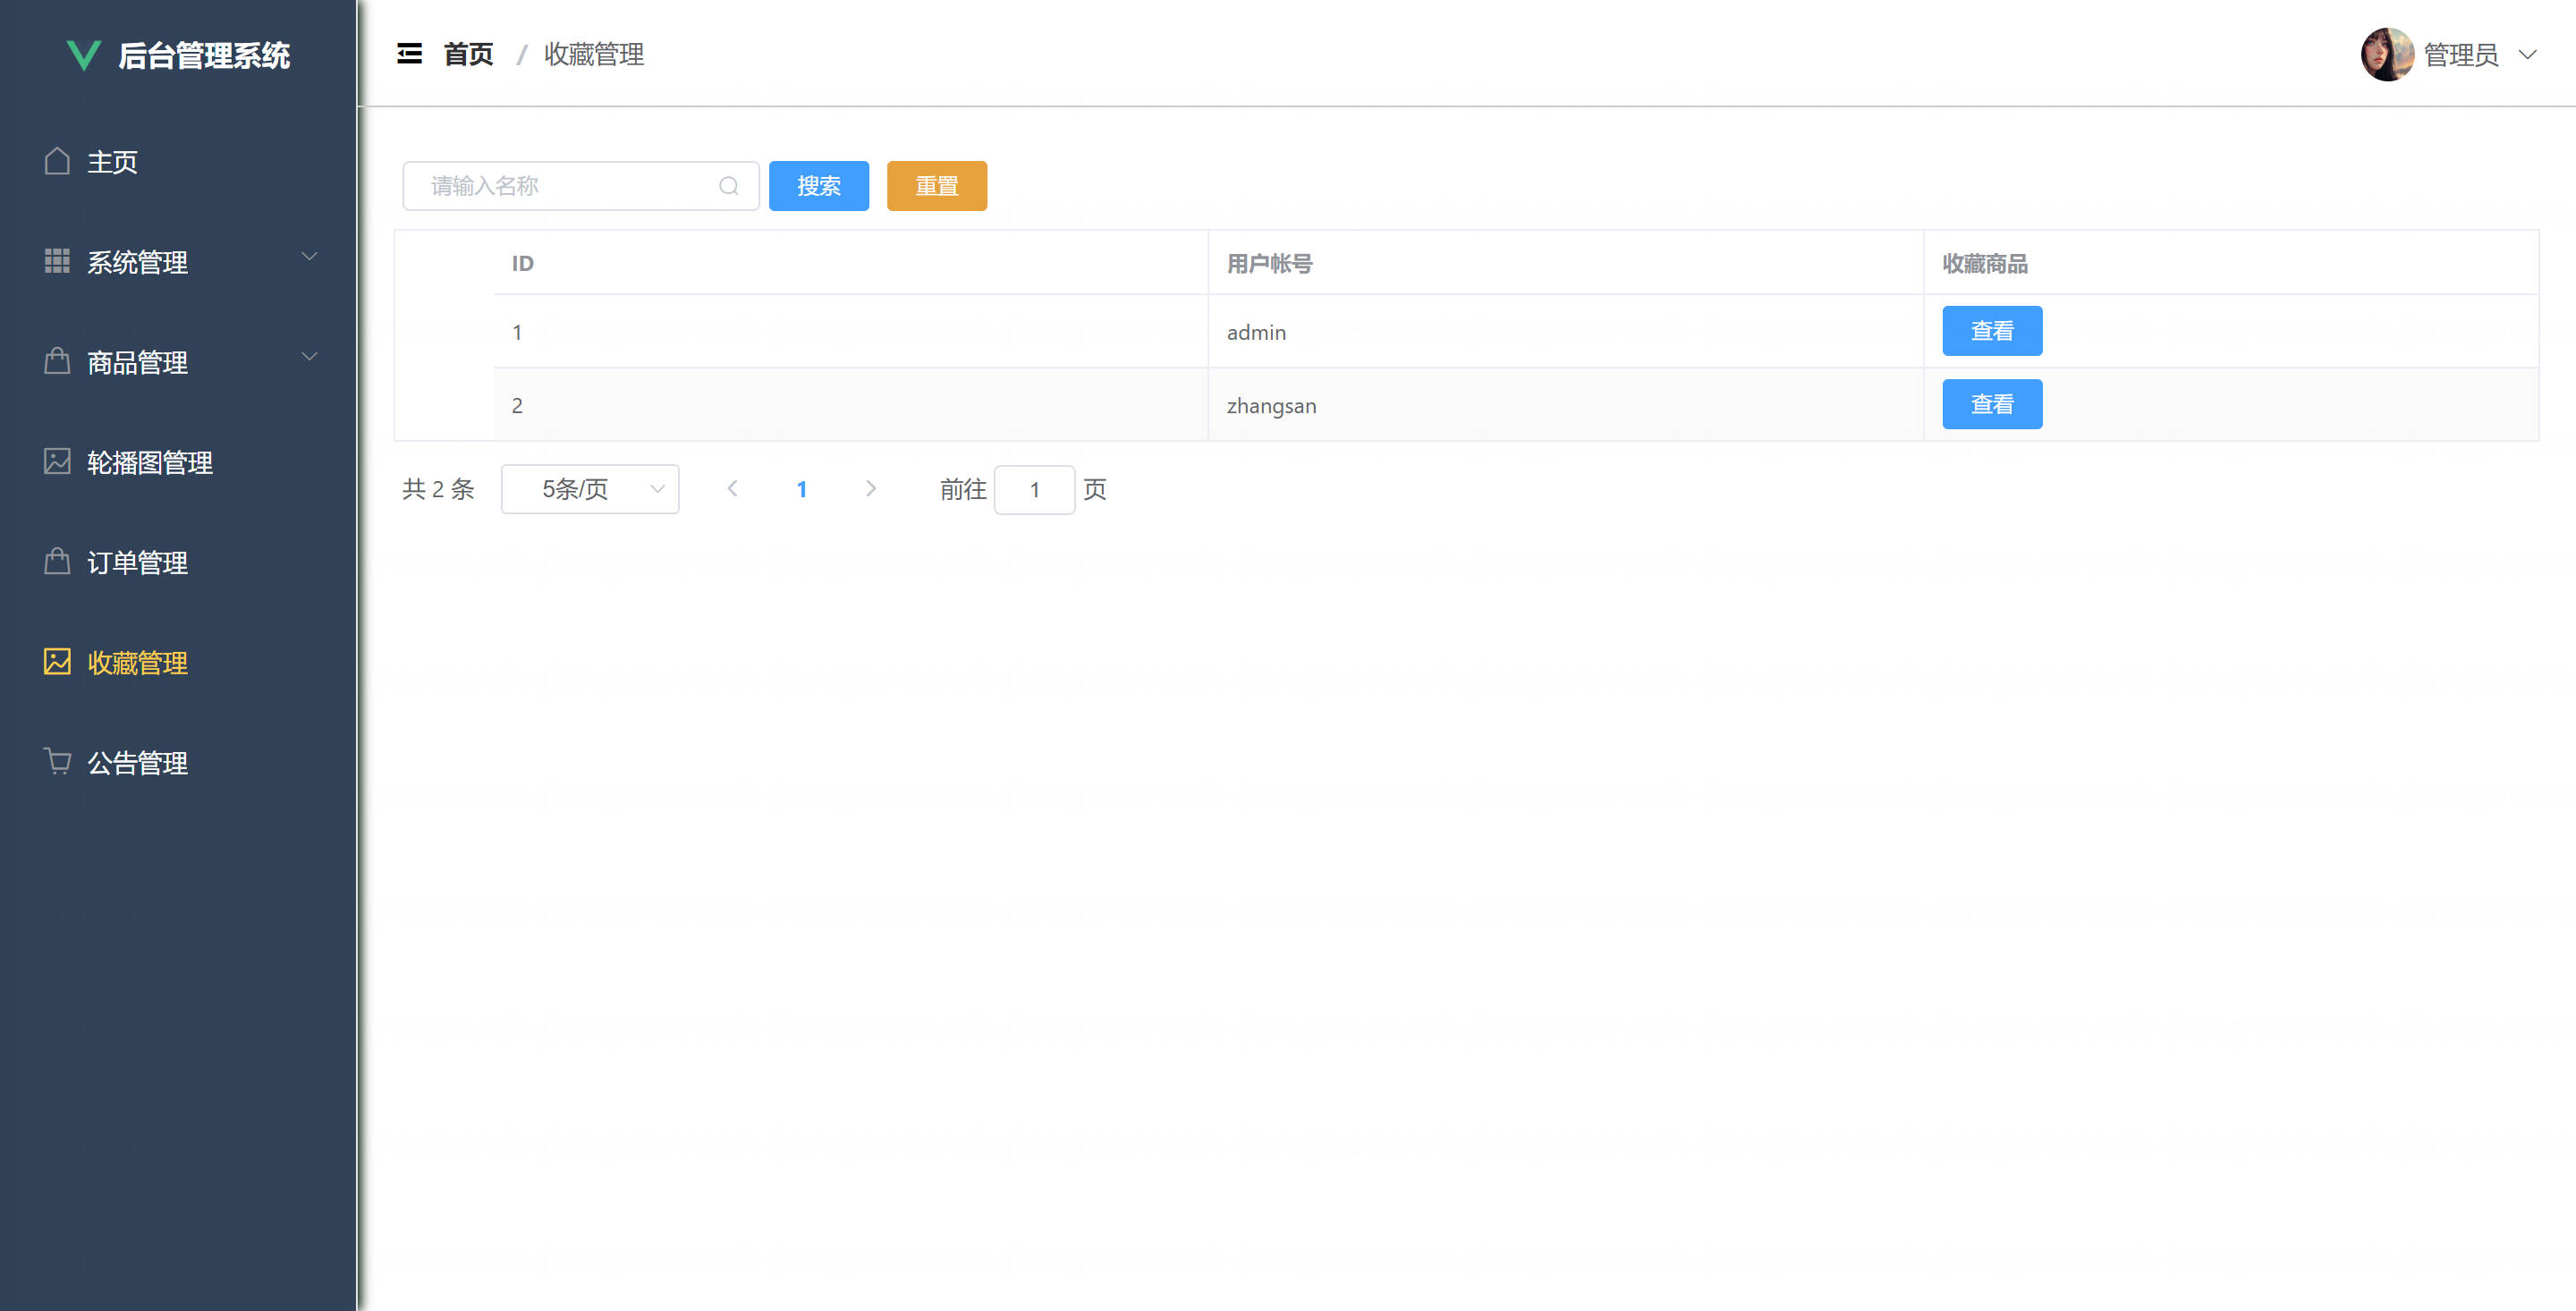 后台管理系统
首页 / 收藏管理
管理员
主页
系统管理
商品管理
轮播图管理
订单管理
收藏管理
公告管理
请输入名称
搜索
重置
ID 用户帐号 收藏商品
1 admin 查看
2 zhangsan 查看
共 2 条 5条/页 1 前往 1 页